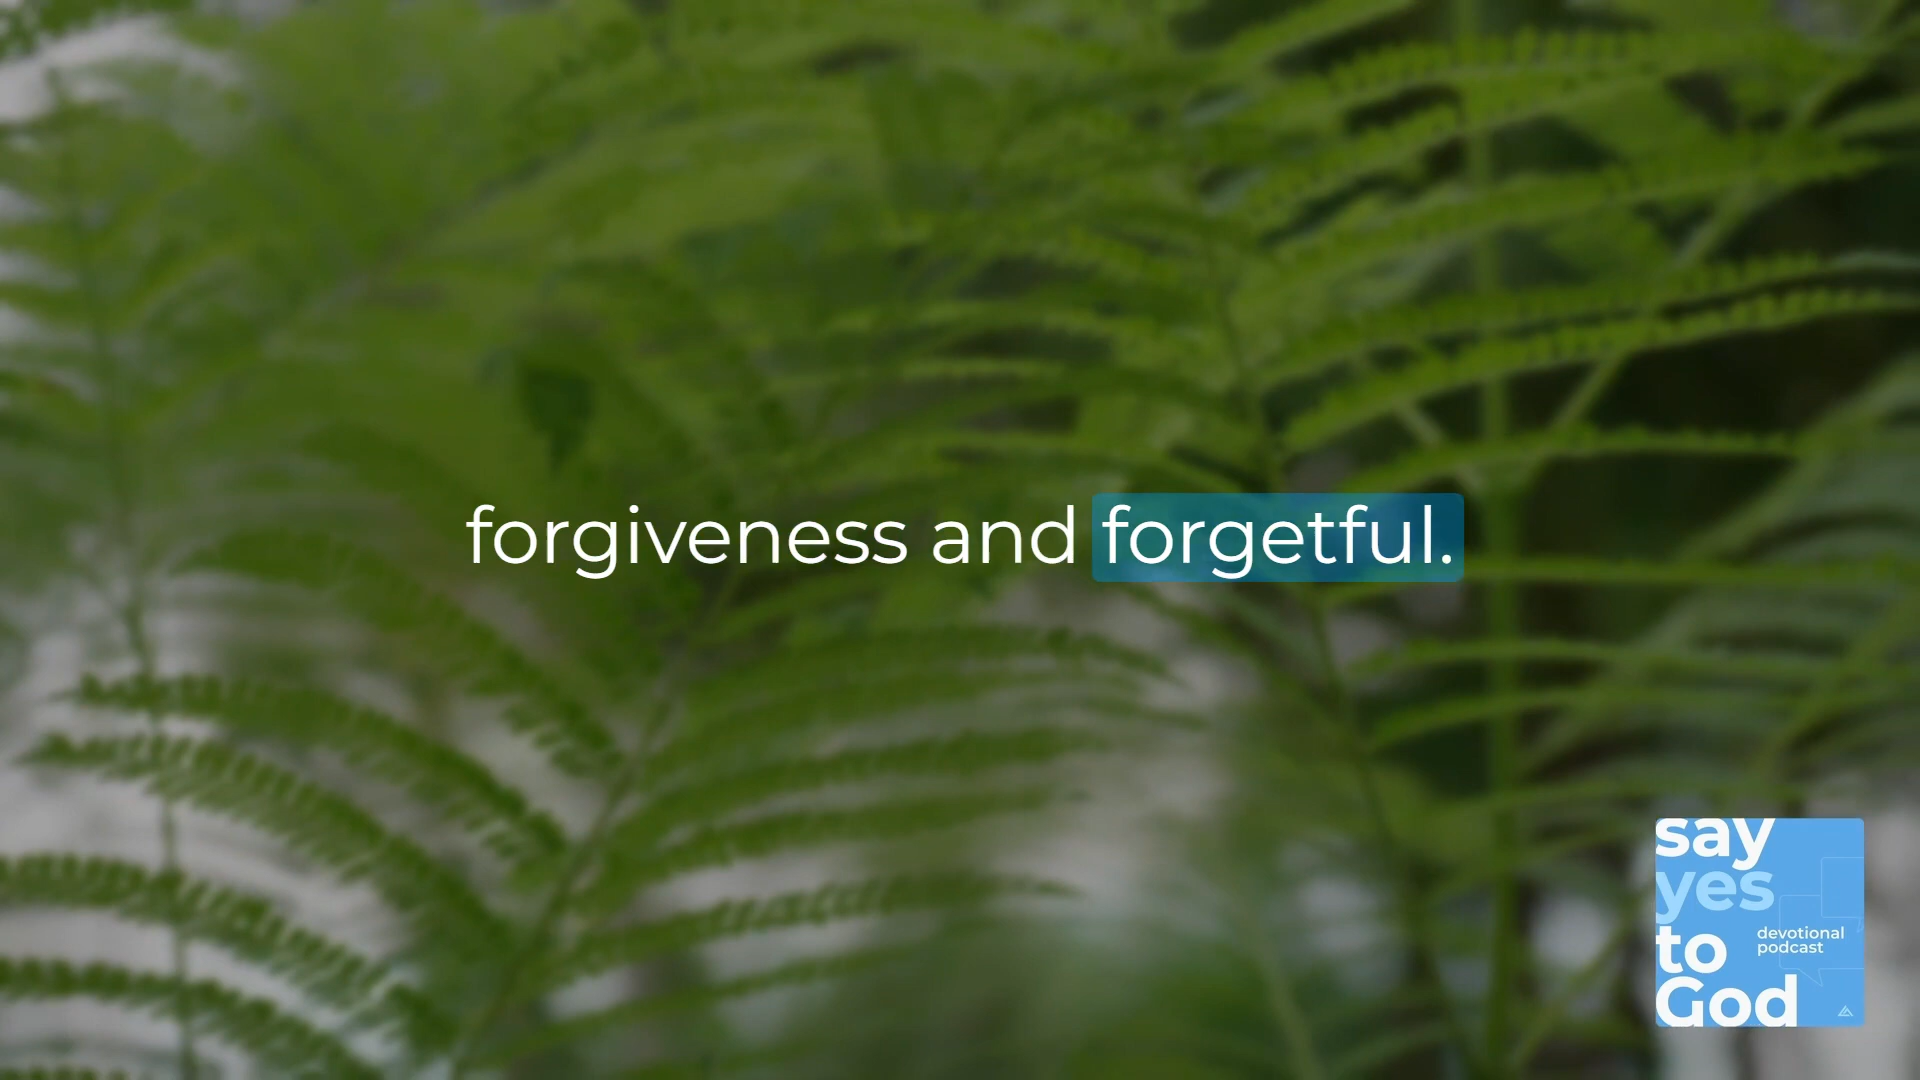 forgiveness and forgetful.
say
yes
to
God
devotional
podcast